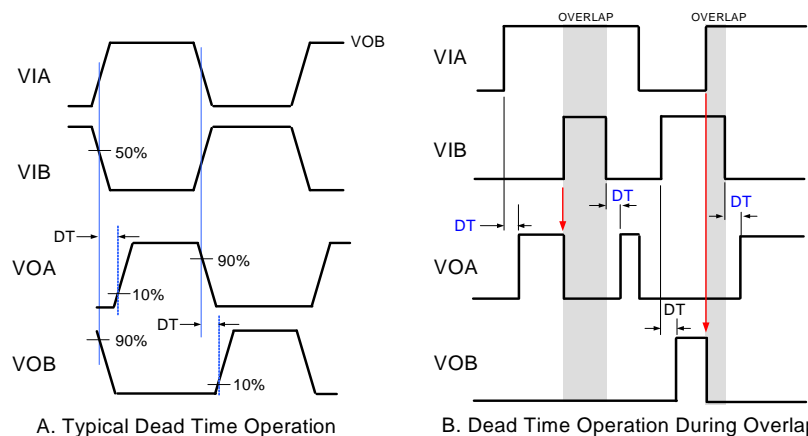 VIA
VOB
VIB
50%
DT
VOA
90%
10%
DT
VOB
90%
10%
A. Typical Dead Time Operation
OVERLAP
OVERLAP
VIA
VIB
DT
DT
DT
VOA
DT
VOB
B. Dead Time Operation During Overlap